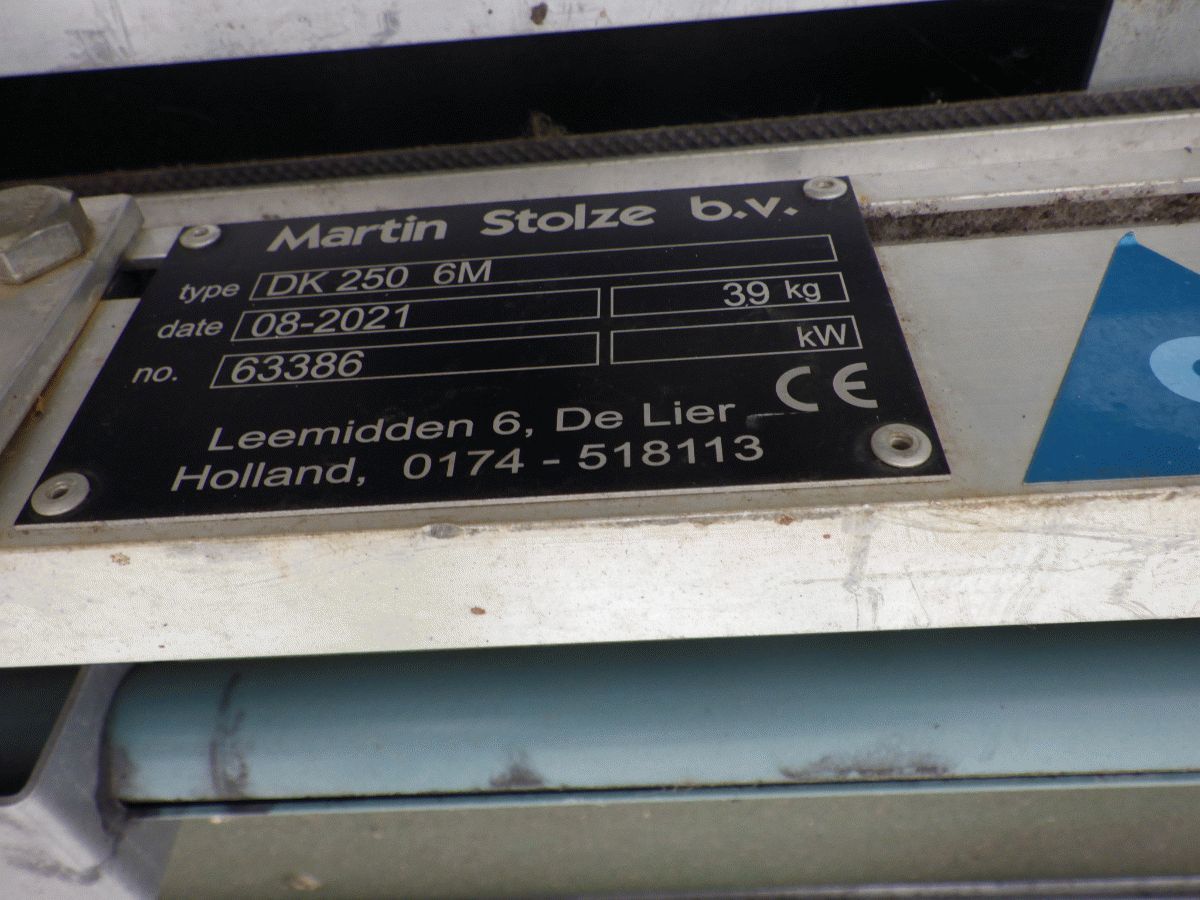 Martin Stolze b.v.
type DK 250 6M
date 08-2021 39 kg
no. 63386 kW
CE
Leemidden 6, De Lier
Holland, 0174 - 518113